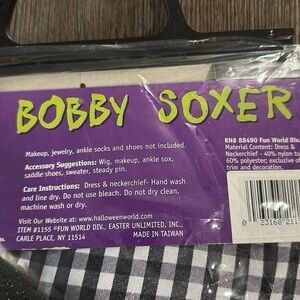 BOBBY SOXER
RN# 88490 Fun World Div.
Material Content: Dress &
Neckerchief - 40% nylon
60% polyester; exclusive of
trim and decoration.
Makeup, jewelry, ankle socks and shoes not included.
Accessory Suggestions: Wig, makeup, ankle sox,
saddle shoes, sweater, steady pin.
Care Instructions: Dress & neckerchief- Hand wash
and line dry. Do not use bleach. Do not dry clean,
machine wash or dry.
Visit Our Website at: www.halloweenworld.com
ITEM #1155 ©FUN WORLD DIV., EASTER UNLIMITED, INC.,
CARLE PLACE, NY 11514 MADE IN TAIWAN